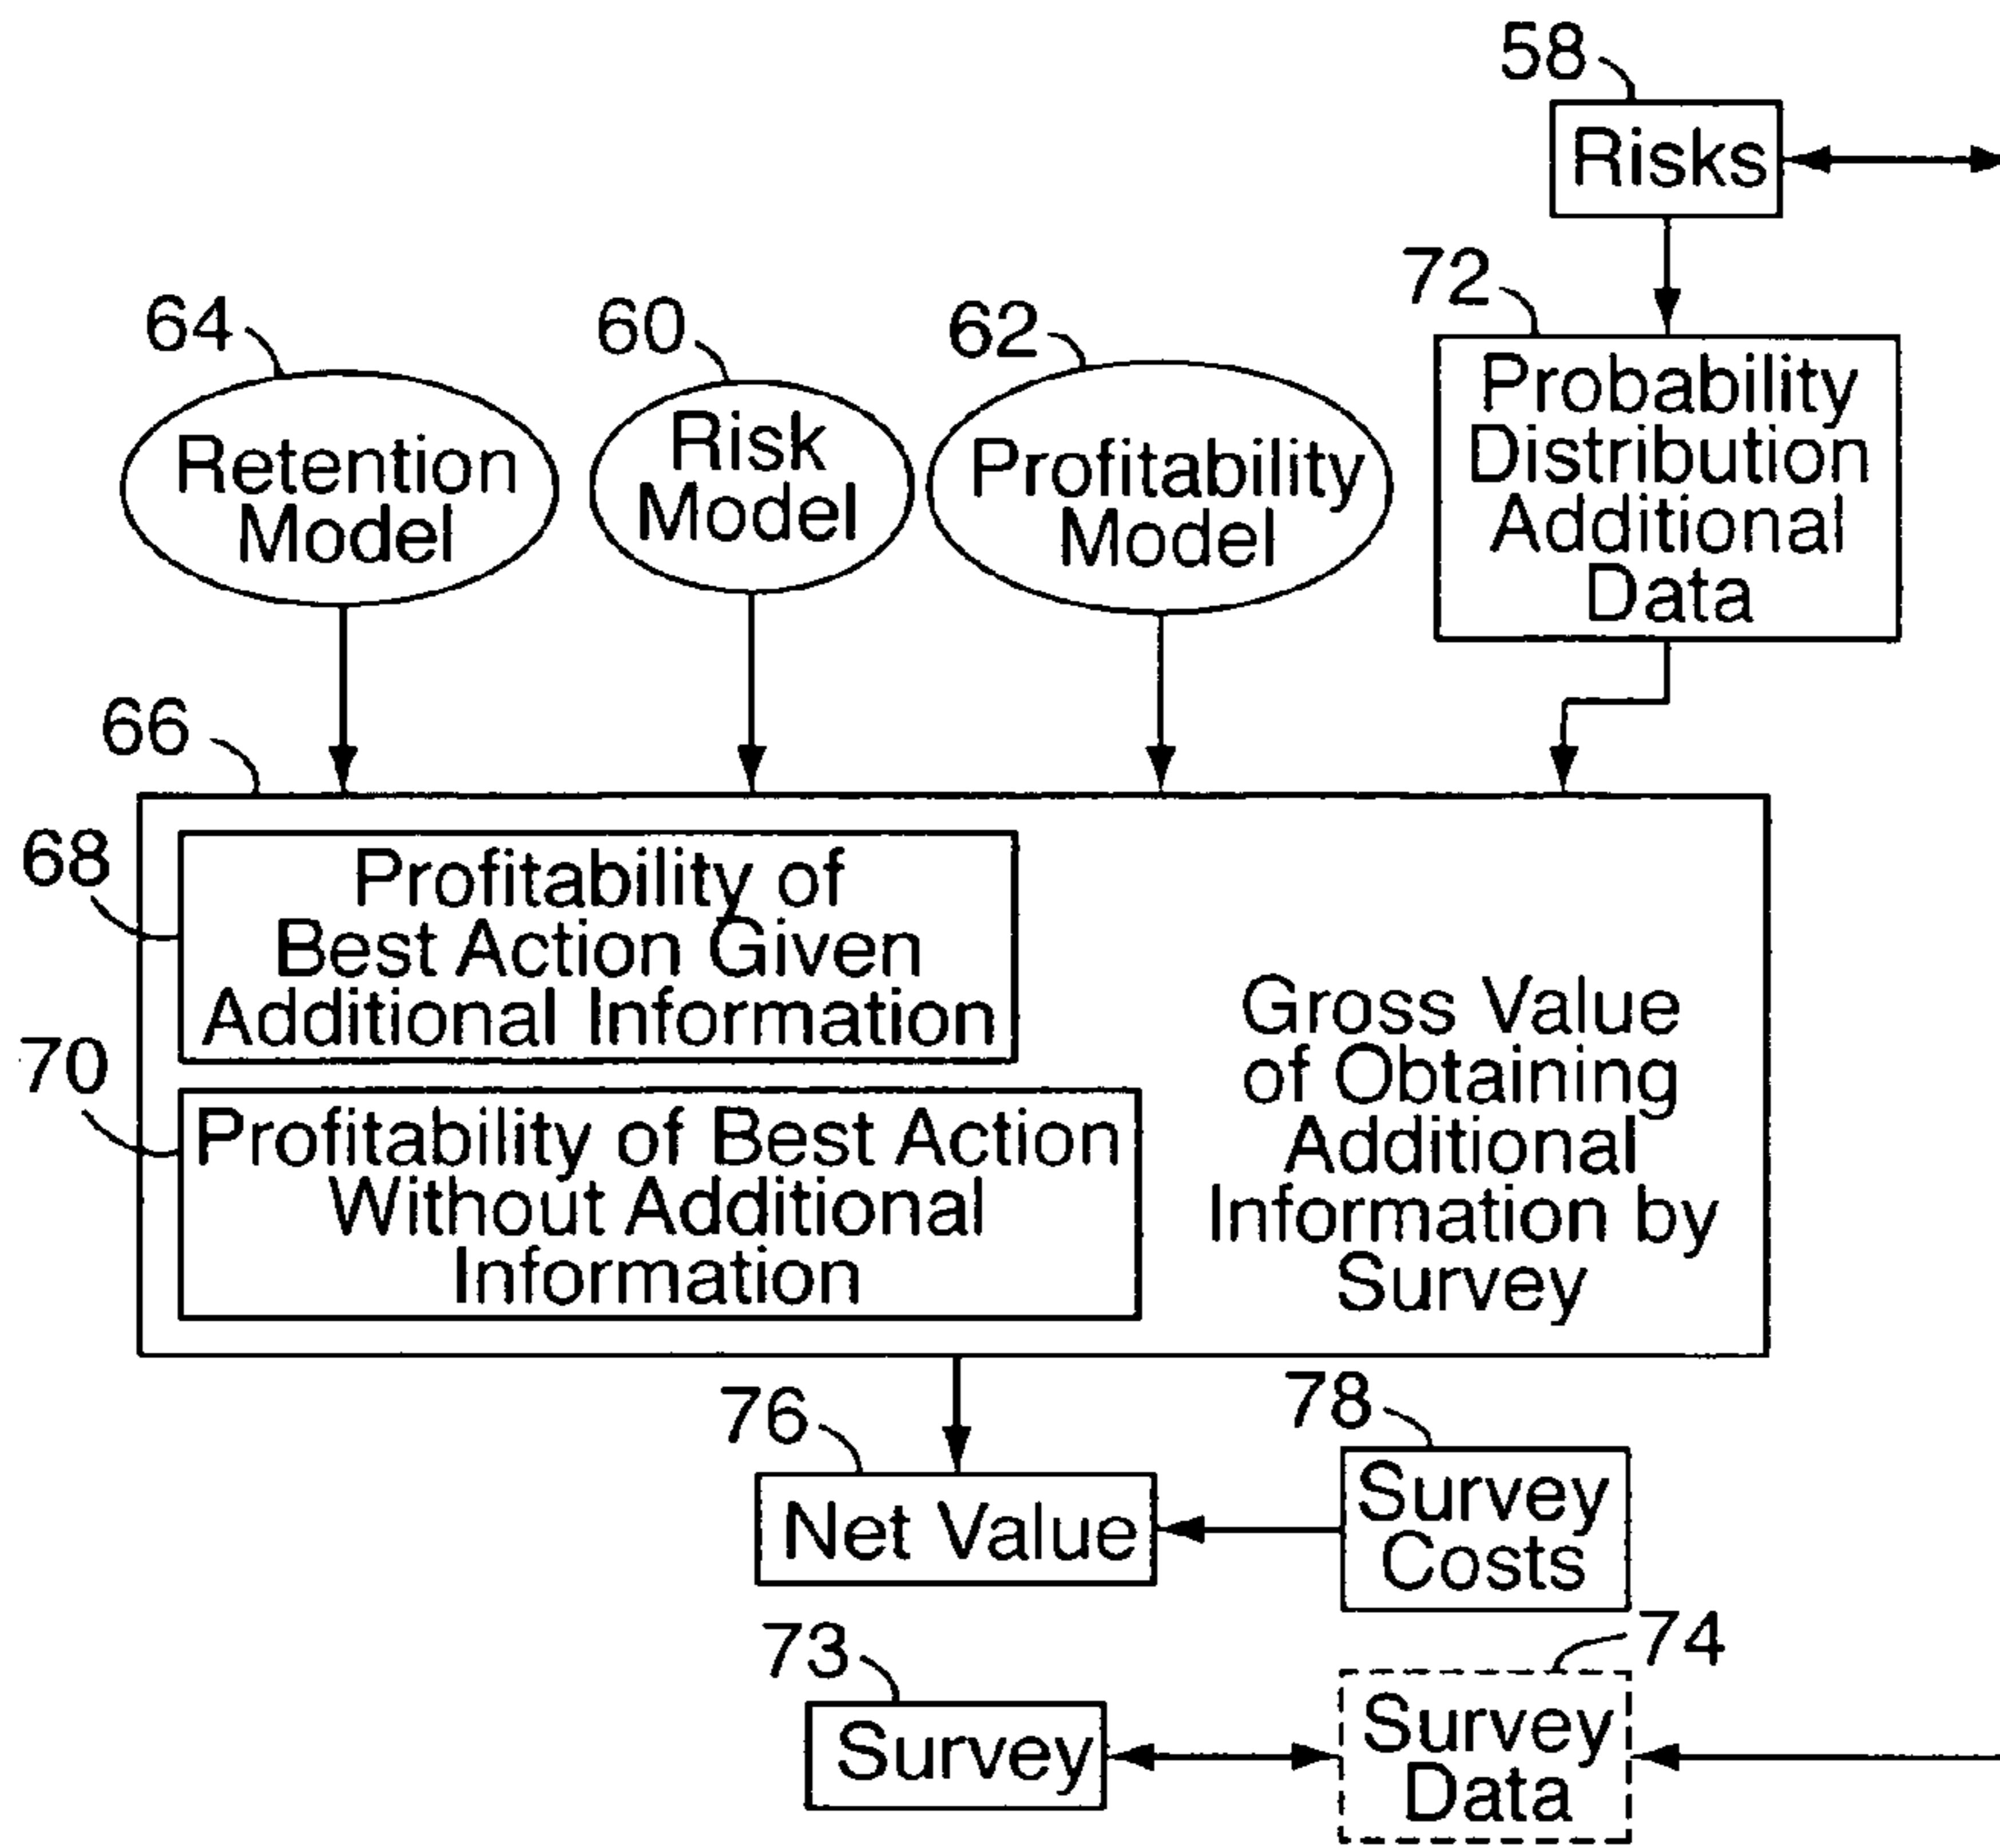 58
Risks
72
Probability
Distribution
Additional
Data
64
Retention
Model
60
Risk
Model
62
Profitability
Model
66
68
Profitability of
Best Action Given
Additional Information
70
Profitability of Best Action
Without Additional
Information
Gross Value
of Obtaining
Additional
Information by
Survey
76
Net Value
78
Survey
Costs
73
Survey
74
Survey
Data